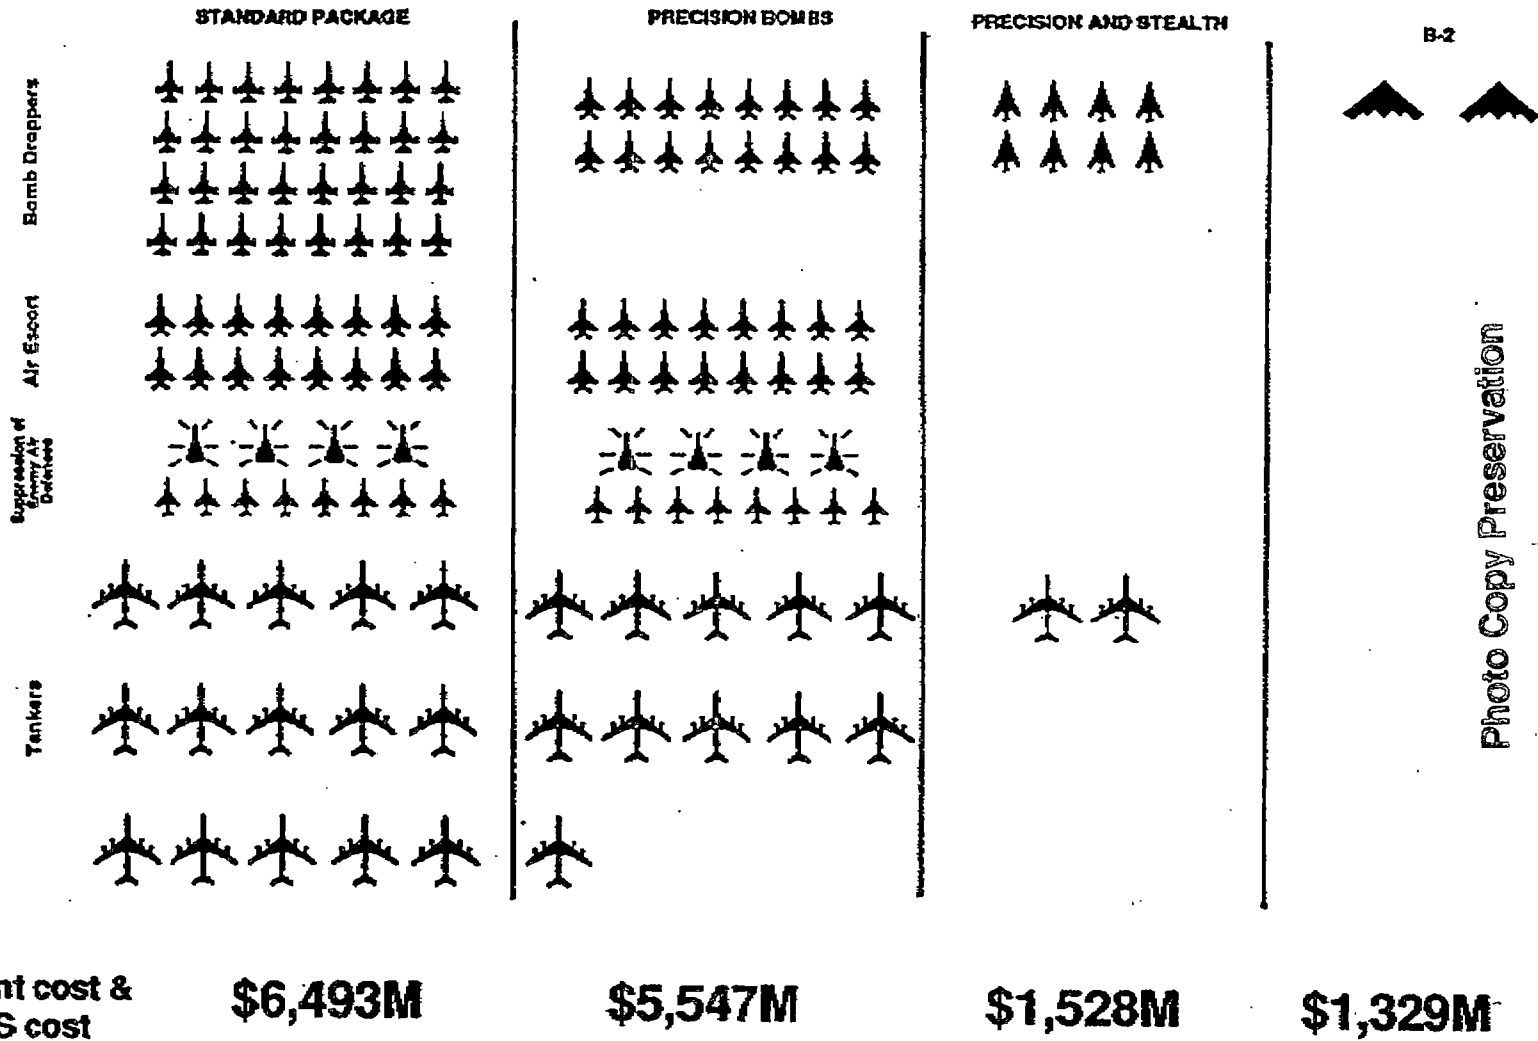 STANDARD PACKAGE
PRECISION BOMBS
PRECISION AND STEALTH
B-2
Bomb Droppers
Air Escort
Suppression of
Enemy Air
Defenses
Tankers
Photo Copy Preservation
nt cost &
S cost
$6,493M
$5,547M
$1,528M
$1,329M